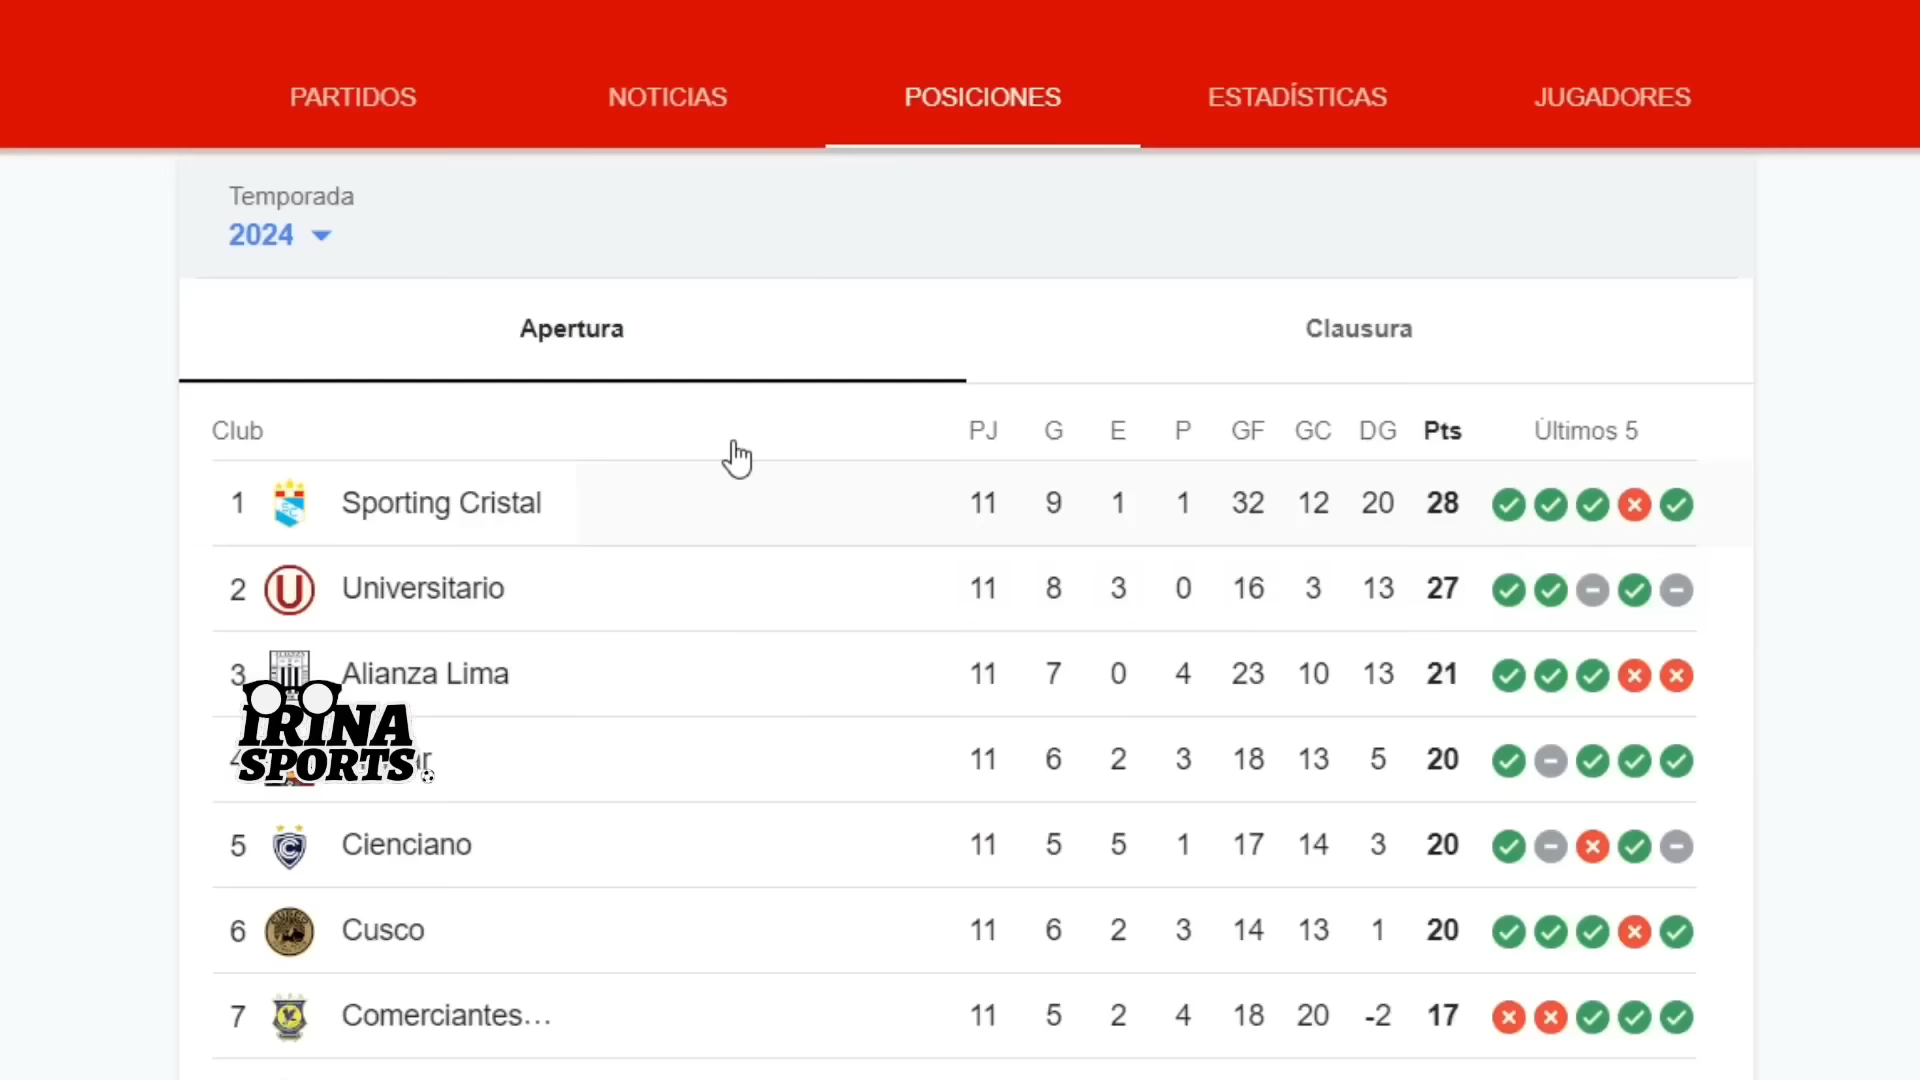 PARTIDOS NOTICIAS POSICIONES ESTADÍSTICAS JUGADORES
Temporada
2024
Apertura Clausura
Club PJ G E P GF GC DG Pts Últimos 5
1 Sporting Cristal 11 9 1 1 32 12 20 28
2 Universitario 11 8 3 0 16 3 13 27
3 Alianza Lima 11 7 0 4 23 10 13 21
IRINA
SPORTS
11 6 2 3 18 13 5 20
5 Cienciano 11 5 5 1 17 14 3 20
6 Cusco 11 6 2 3 14 13 1 20
7 Comerciantes... 11 5 2 4 18 20 -2 17